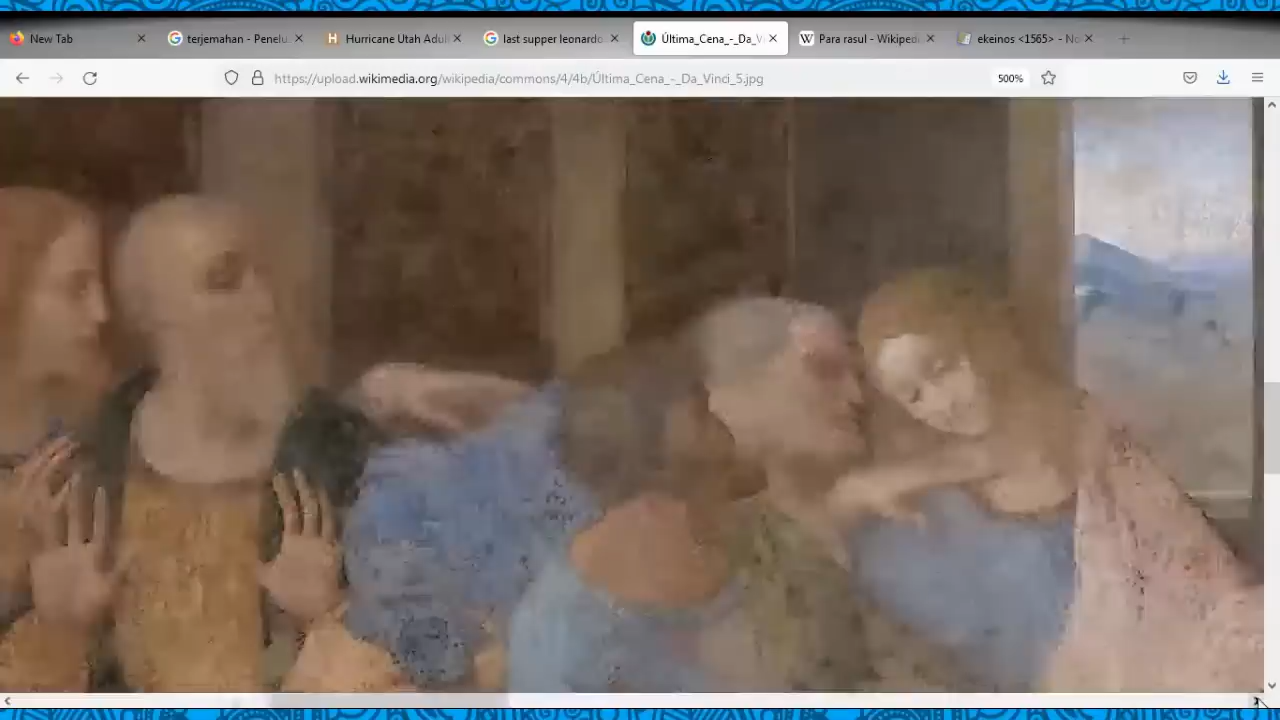 New Tab
terjemahan - Penelu
Hurricane Utah Adul
last supper leonardo
Última_Cena_-_Da_Vi
Para rasul - Wikipedi
ekeinos <1565> - No
https://upload.wikimedia.org/wikipedia/commons/4/4b/Última_Cena_-_Da_Vinci_5.jpg
500%